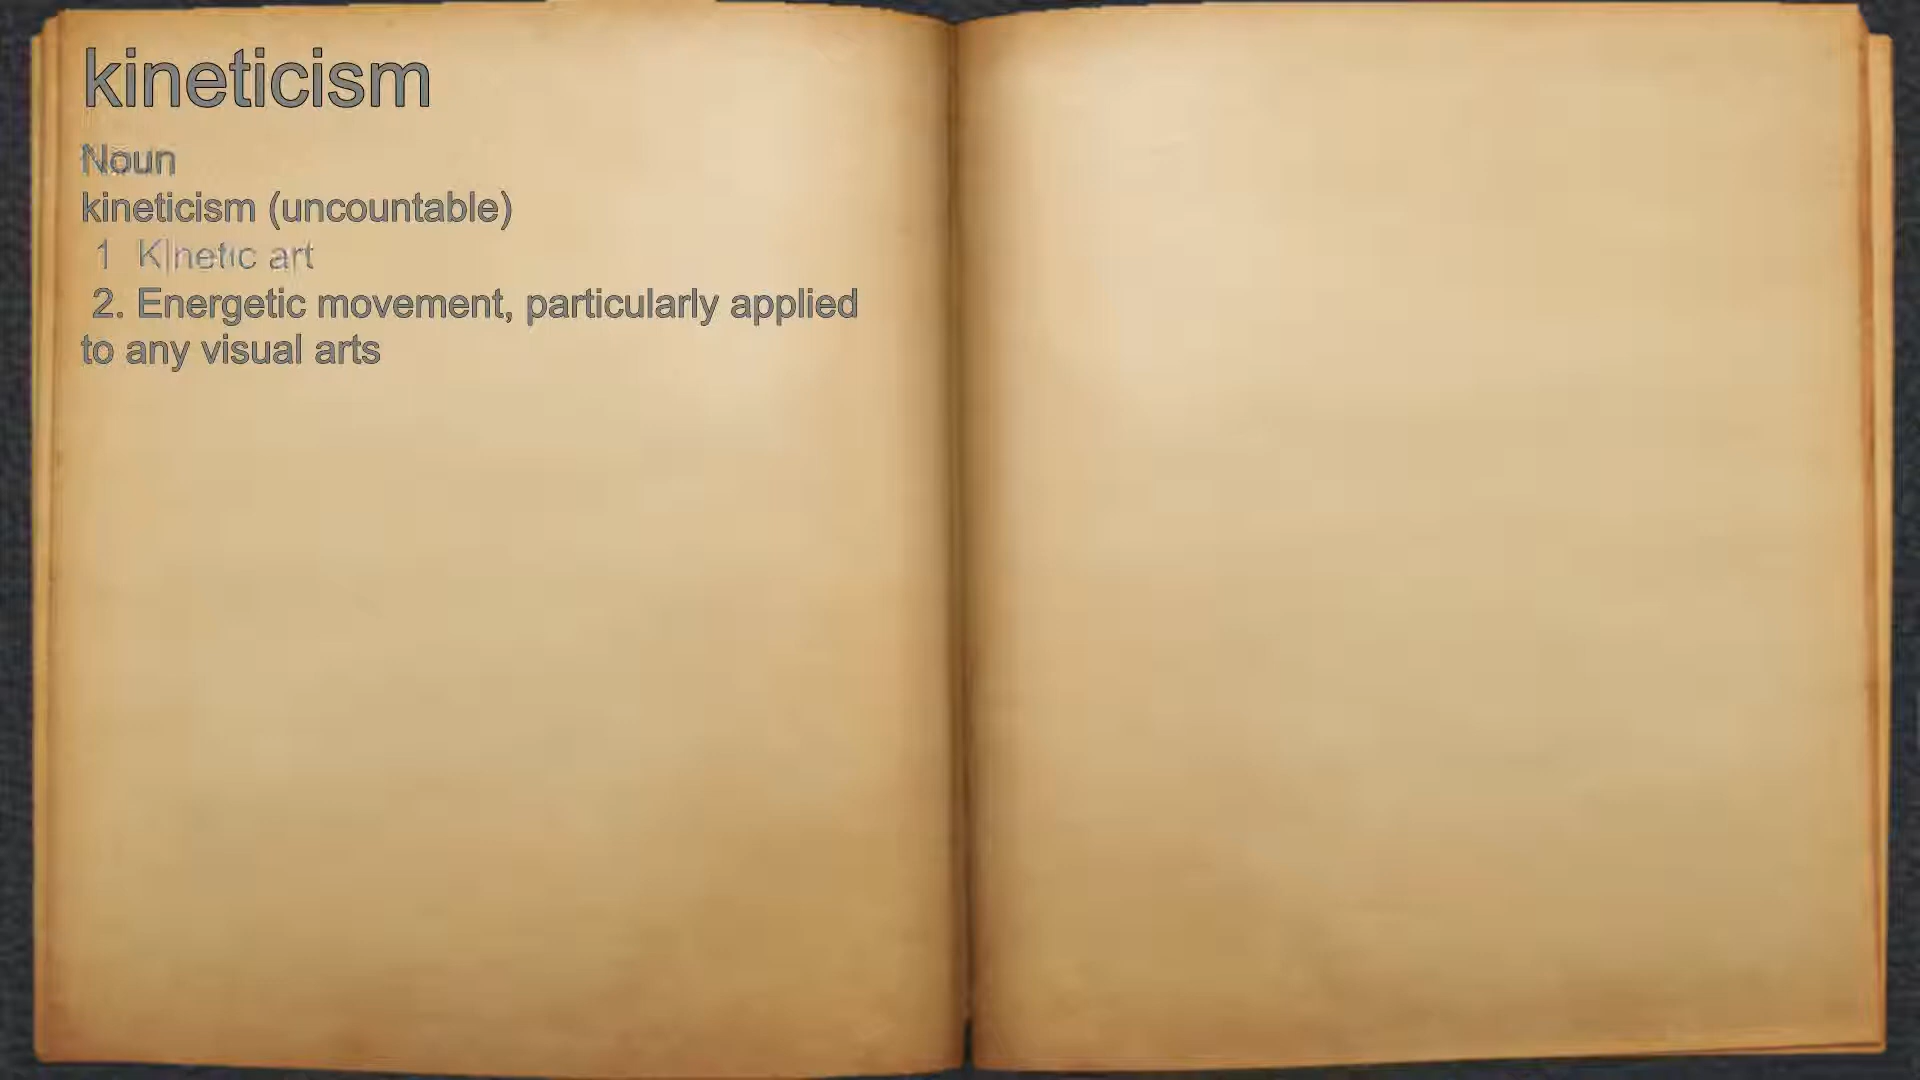 kineticism
Noun
kineticism (uncountable)
1 Kinetic art
2. Energetic movement, particularly applied
to any visual arts